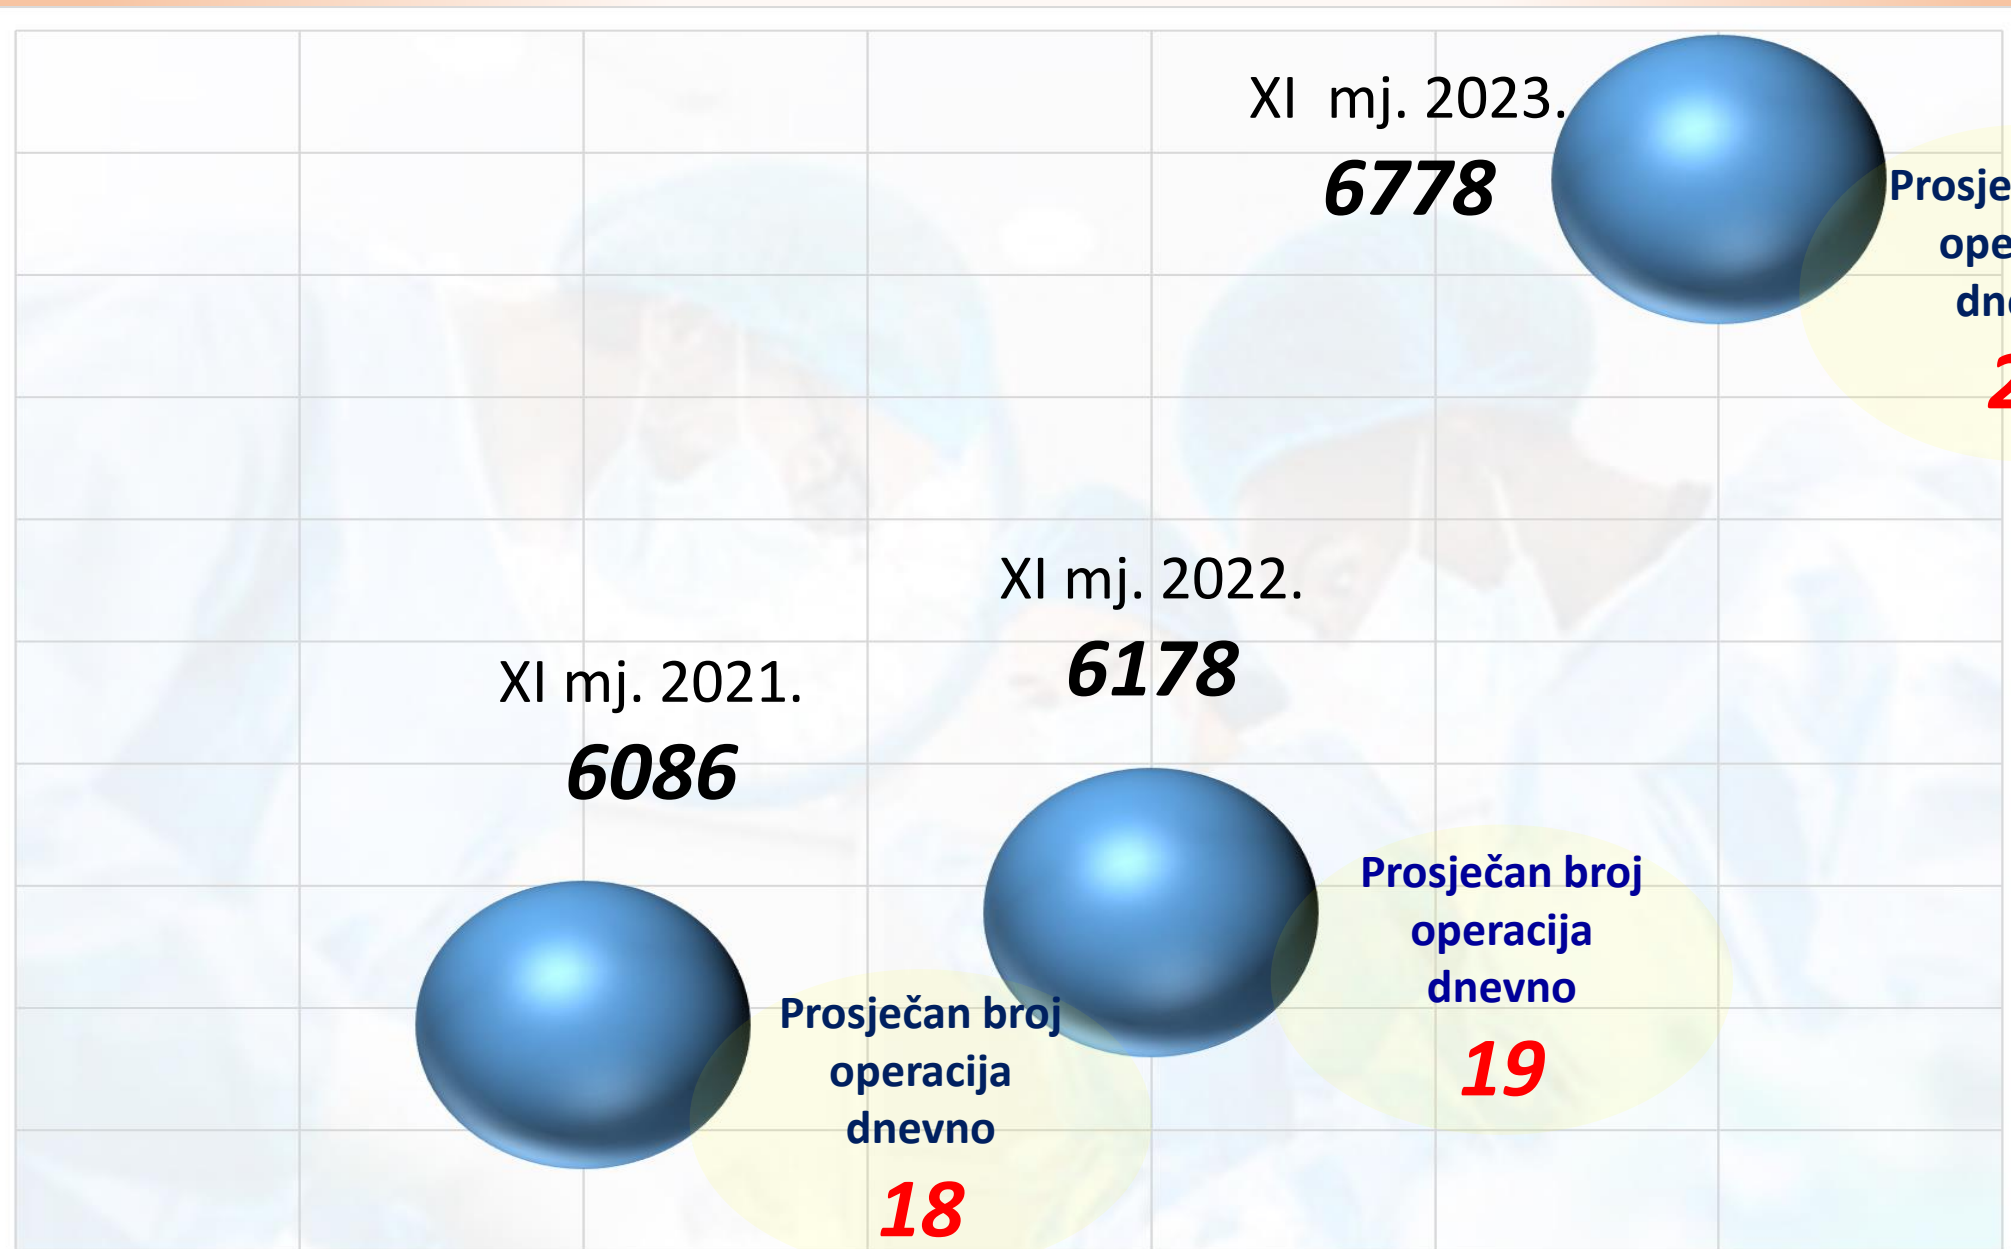 XI mj. 2023.
6778
XI mj. 2022.
6178
XI mj. 2021.
6086
Prosječan broj
operacija
dnevno
19
Prosječan broj
operacija
dnevno
18